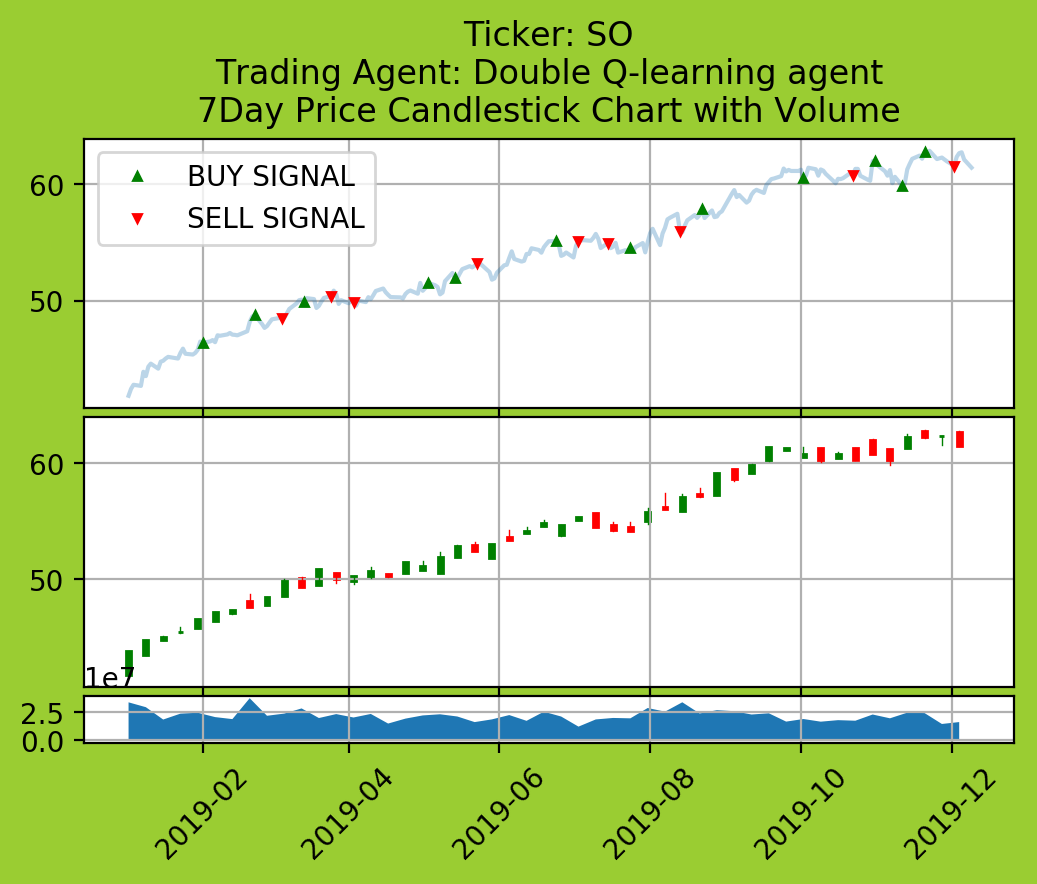 Ticker: SO
Trading Agent: Double Q-learning agent
7Day Price Candlestick Chart with Volume
BUY SIGNAL
SELL SIGNAL
60
50
60
50
1e7
2.5
0.0
2019-02
2019-04
2019-06
2019-08
2019-10
2019-12